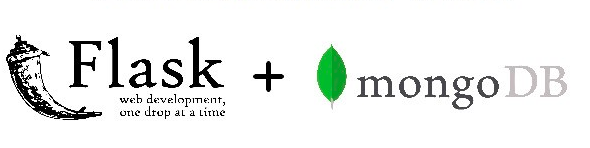 Flask + mongoDB
web development,
one drop at a time